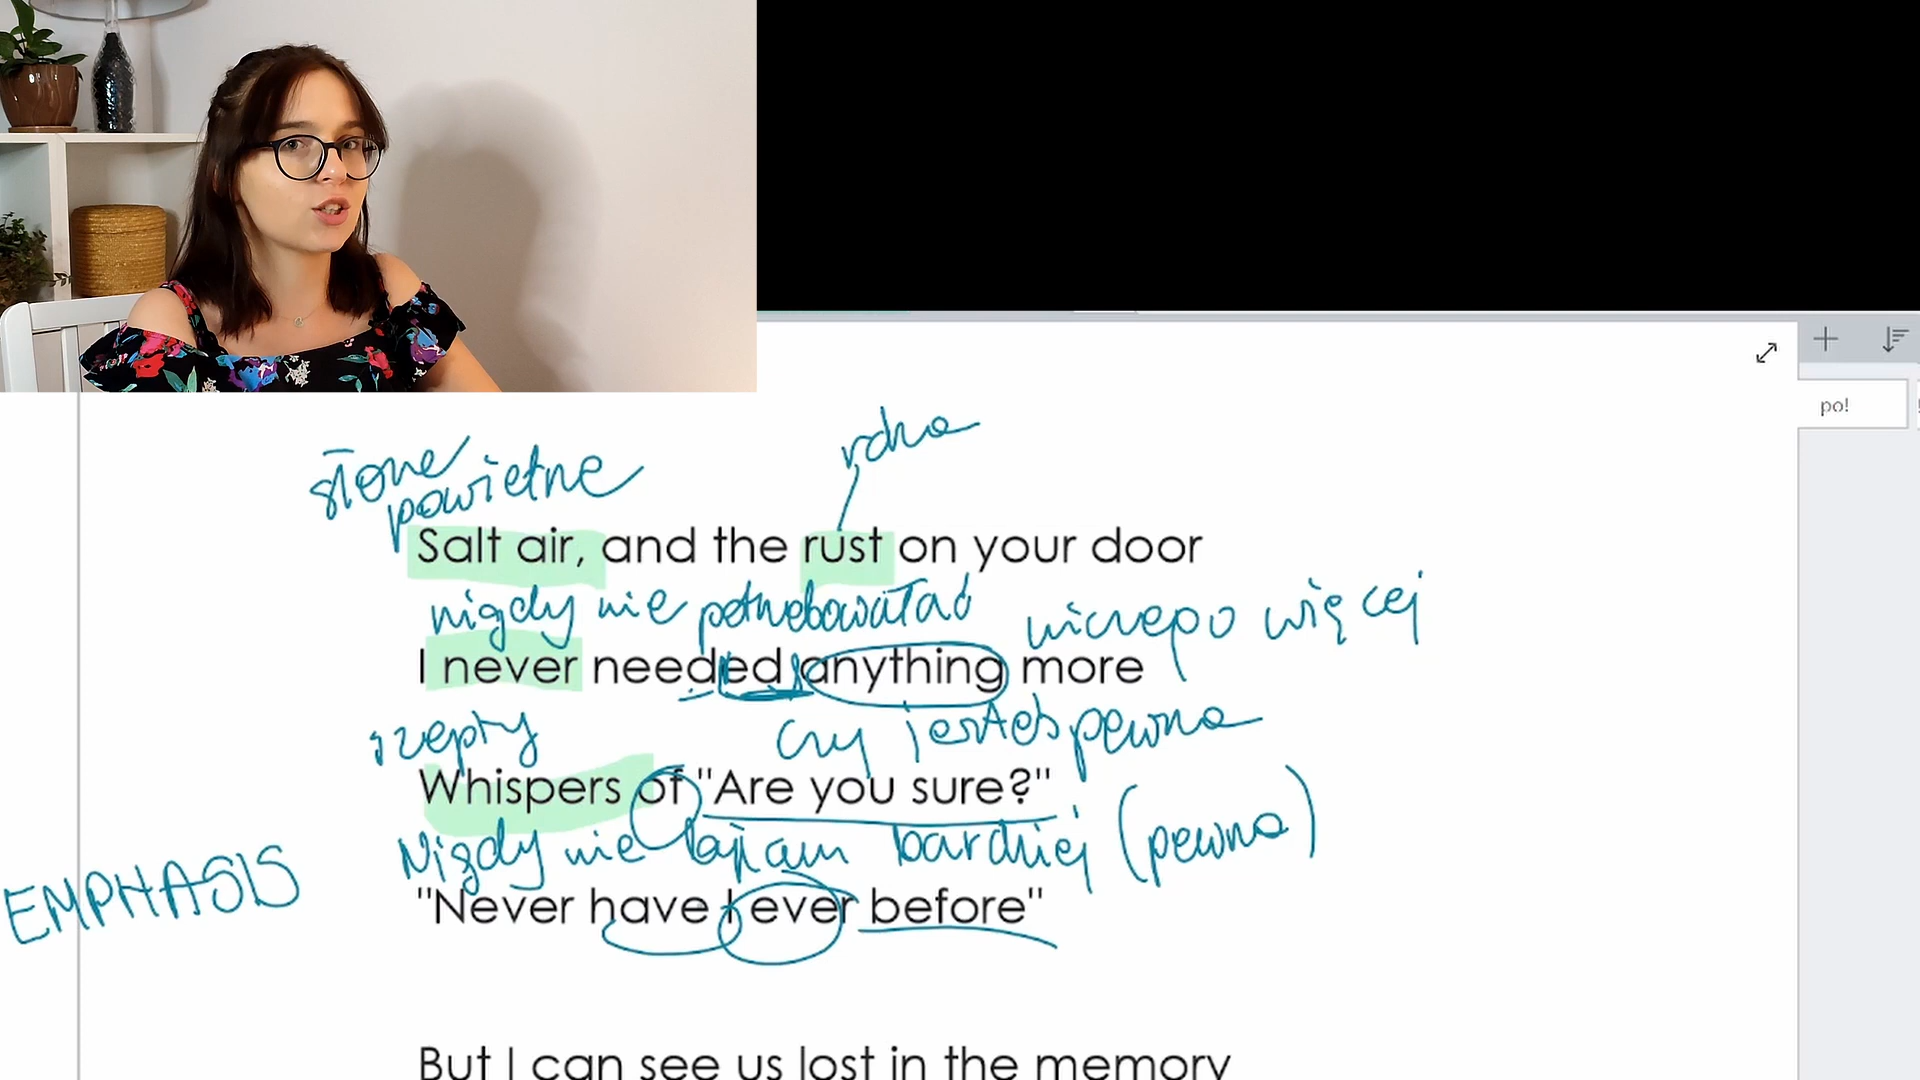 po!
rdza
słone
powietrze
Salt air, and the rust on your door
nigdy nie potrzebowałaś niczego więcej
I never needed anything more
szepty czy jesteś pewna
Whispers of "Are you sure?"
Nigdy nie byłam bardziej (pewna)
EMPHASIS
"Never have I ever before"
But I can see us lost in the memory